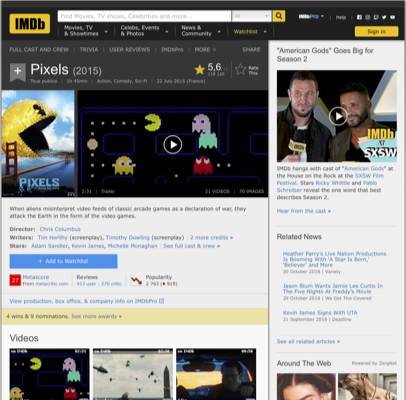 IMDb
Find Movies, TV shows, Celebrities and more...
All
IMDbPro
Help
Movies, TV & Showtimes
Celebs, Events & Photos
News & Community
Watchlist
Sign in
FULL CAST AND CREW | TRIVIA | USER REVIEWS | IMDbPro | MORE
SHARE
Pixels (2015)
5,6
Rate This
Tous publics | 1h 45min | Action, Comedy, Sci-Fi | 22 July 2015 (France)
PIXELS
2:31 | Trailer
21 VIDEOS | 70 IMAGES
When aliens misinterpret video feeds of classic arcade games as a declaration of war, they
attack the Earth in the form of the video games.
Director: Chris Columbus
Writers: Tim Herlihy (screenplay), Timothy Dowling (screenplay) | 2 more credits »
Stars: Adam Sandler, Kevin James, Michelle Monaghan | See full cast & crew »
+ Add to Watchlist
27
Metascore
From metacritic.com
Reviews
412 user | 270 critic
Popularity
2 763
View production, box office, & company info on IMDbPro
4 wins & 9 nominations. See more awards »
Videos
"American Gods" Goes Big for
Season 2
IMDb
at
SXSW
IMDb hangs with cast of "American Gods"
at the House on the Rock at the SXSW Film
Festival. Stars Ricky Whittle and Pablo
Schreiber reveal the one word that best
describes Season 2.
Hear from the cast »
Related News
Heather Parry's Live Nation Productions
Is Booming With 'A Star Is Born,'
'Believer' and More
30 October 2018 | Variety
Jason Blum Wants Jamie Lee Curtis In
The Five Nights At Freddy's Movie
29 October 2018 | We Got This Covered
Kevin James Signs With UTA
21 September 2018 | Deadline
See all related articles »
Around The Web
Powered by ZergNet